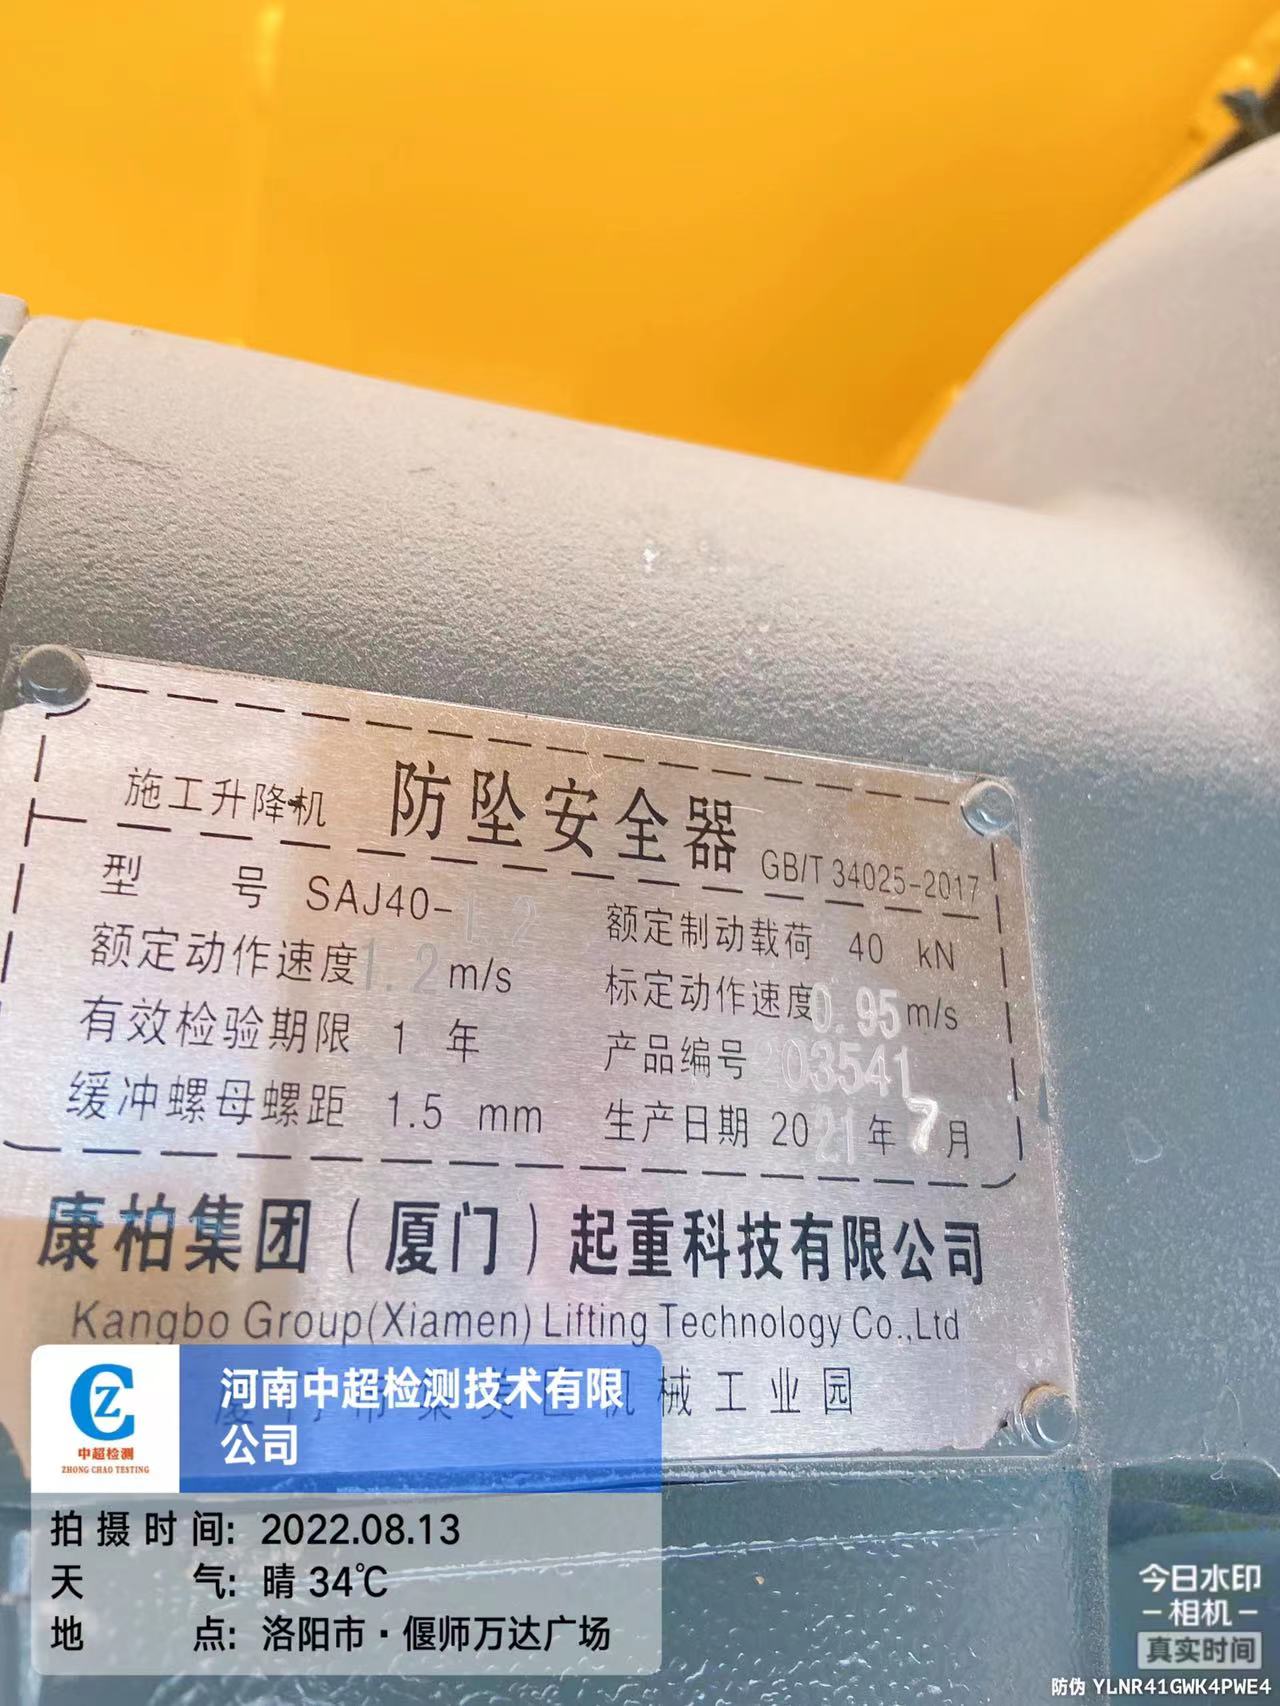 施工升降机 防坠安全器 GB/T 34025-2017
型 号 SAJ40-1.2 额定制动载荷 40 kN
额定动作速度1.2m/s 标定动作速度0.95m/s
有效检验期限 1 年 产品编号 203541
缓冲螺母螺距 1.5 mm 生产日期 2021年7月
康柏集团（厦门）起重科技有限公司
Kangbo Group(Xiamen) Lifting Technology Co.,Ltd
机械工业园
CZ
中超检测
ZHONG CHAO TESTING
河南中超检测技术有限
公司
拍摄时间: 2022.08.13
天 气: 晴 34℃
地 点: 洛阳市·偃师万达广场
今日水印
相机
真实时间
防伪 YLNR41GWK4PWE4